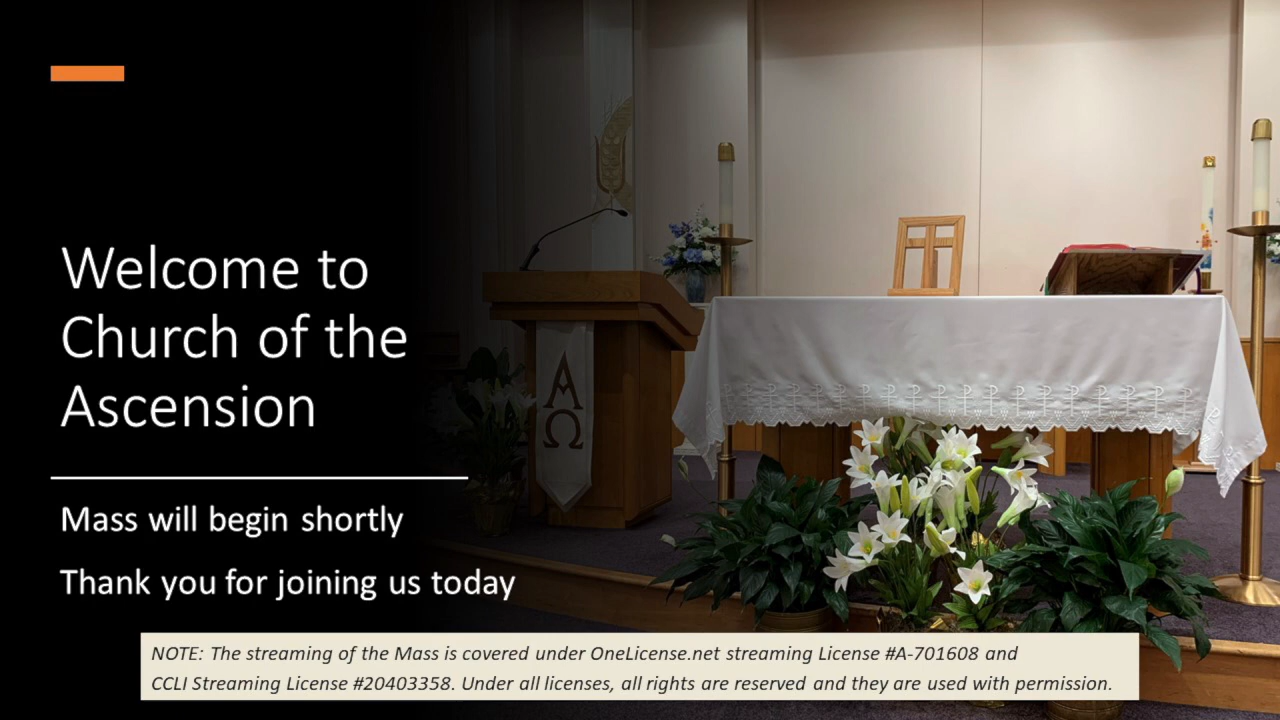 Welcome to
Church of the
Ascension
Mass will begin shortly
Thank you for joining us today
ΑΩ
NOTE: The streaming of the Mass is covered under OneLicense.net streaming License #A-701608 and
CCLI Streaming License #20403358. Under all licenses, all rights are reserved and they are used with permission.